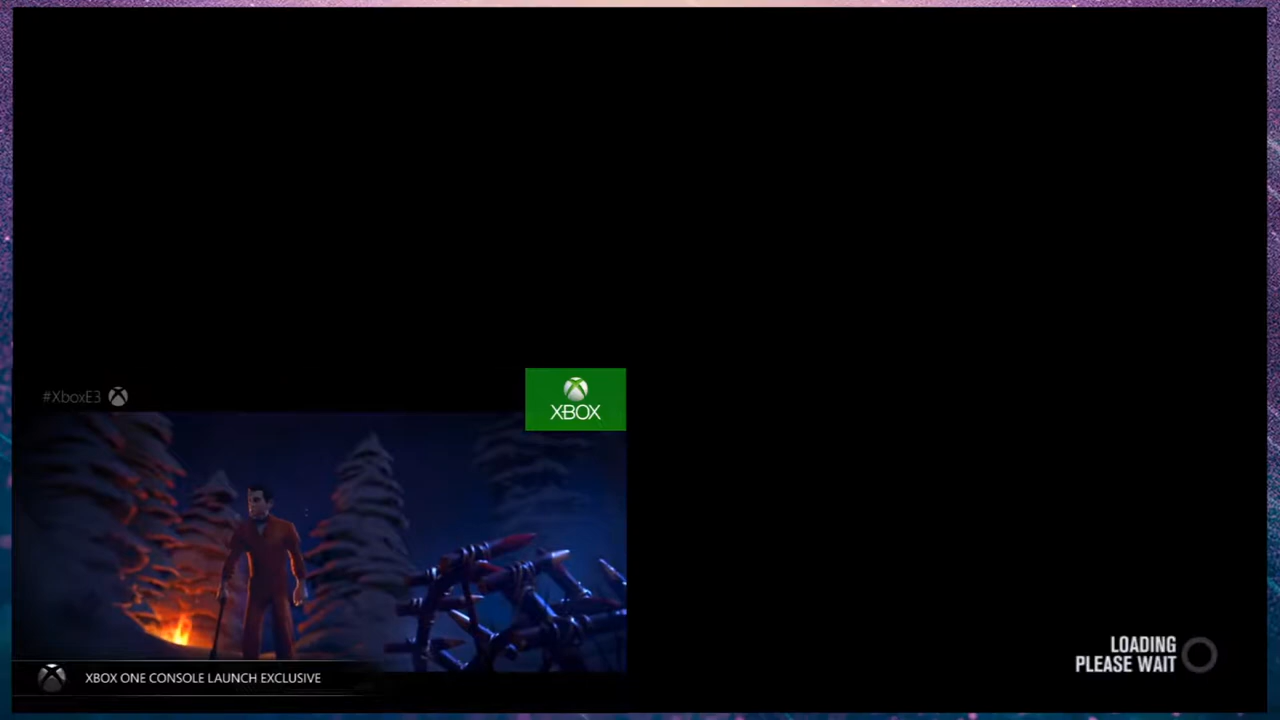 #XboxE3
XBOX
XBOX ONE CONSOLE LAUNCH EXCLUSIVE
LOADING
PLEASE WAIT